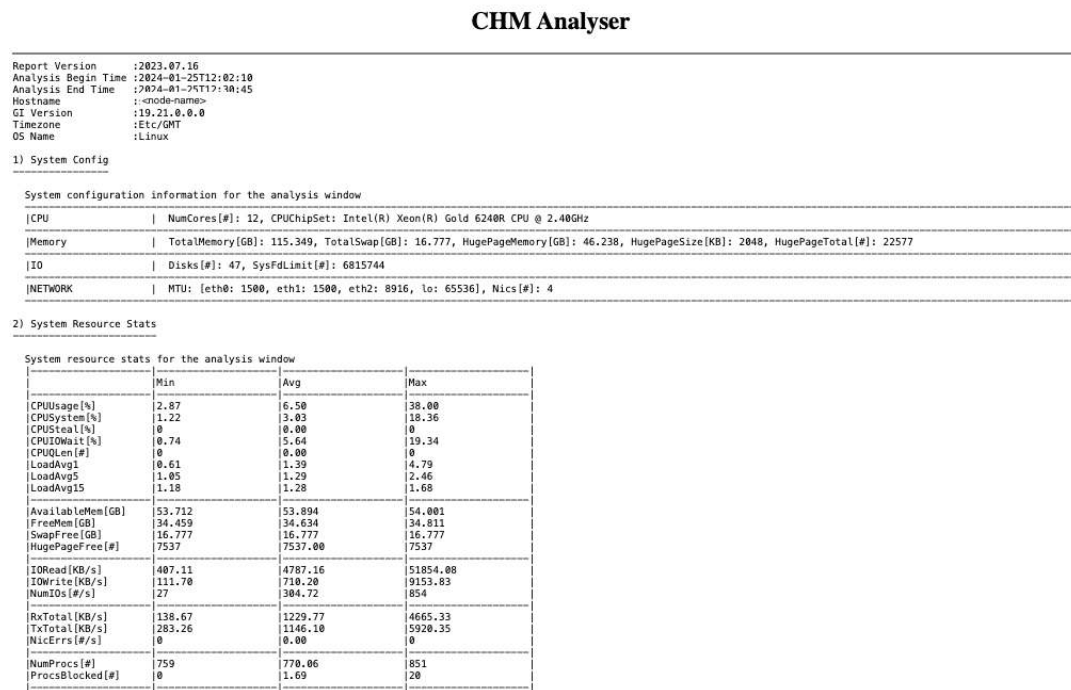 CHM Analyser
Report Version :2023.07.16
Analysis Begin Time :2024-01-25T12:02:10
Analysis End Time :2024-01-25T12:30:45
Hostname :<node-name>
GI Version :19.21.0.0.0
Timezone :Etc/GMT
OS Name :Linux
1) System Config
System configuration information for the analysis window
|CPU | NumCores[#]: 12, CPUChipSet: Intel(R) Xeon(R) Gold 6240R CPU @ 2.40GHz
|Memory | TotalMemory[GB]: 115.349, TotalSwap[GB]: 16.777, HugePageMemory[GB]: 46.238, HugePageSize[KB]: 2048, HugePageTotal[#]: 22577
|IO | Disks[#]: 47, SysFdLimit[#]: 6815744
|NETWORK | MTU: [eth0: 1500, eth1: 1500, eth2: 8916, lo: 65536], Nics[#]: 4
2) System Resource Stats
System resource stats for the analysis window
| |Min |Avg |Max |
|CPUUsage[%] |2.87 |6.50 |38.00 |
|CPUSystem[%] |1.22 |3.03 |18.36 |
|CPUSteal[%] |0 |0.00 |0 |
|CPUIOWait[%] |0.74 |5.64 |19.34 |
|CPUQLen[#] |0 |0.00 |0 |
|LoadAvg1 |0.61 |1.39 |4.79 |
|LoadAvg5 |1.05 |1.29 |2.46 |
|LoadAvg15 |1.18 |1.28 |1.68 |
|AvailableMem[GB] |53.712 |53.894 |54.001 |
|FreeMem[GB] |34.459 |34.634 |34.811 |
|SwapFree[GB] |16.777 |16.777 |16.777 |
|HugePageFree[#] |7537 |7537.00 |7537 |
|IORead[KB/s] |407.11 |4787.16 |51854.08 |
|IOWrite[KB/s] |111.70 |710.20 |9153.83 |
|NumIOs[#/s] |27 |304.72 |854 |
|RxTotal[KB/s] |138.67 |1229.77 |4665.33 |
|TxTotal[KB/s] |283.26 |1146.10 |5920.35 |
|NicErrs[#/s] |0 |0.00 |0 |
|NumProcs[#] |759 |770.06 |851 |
|ProcsBlocked[#] |0 |1.69 |20 |